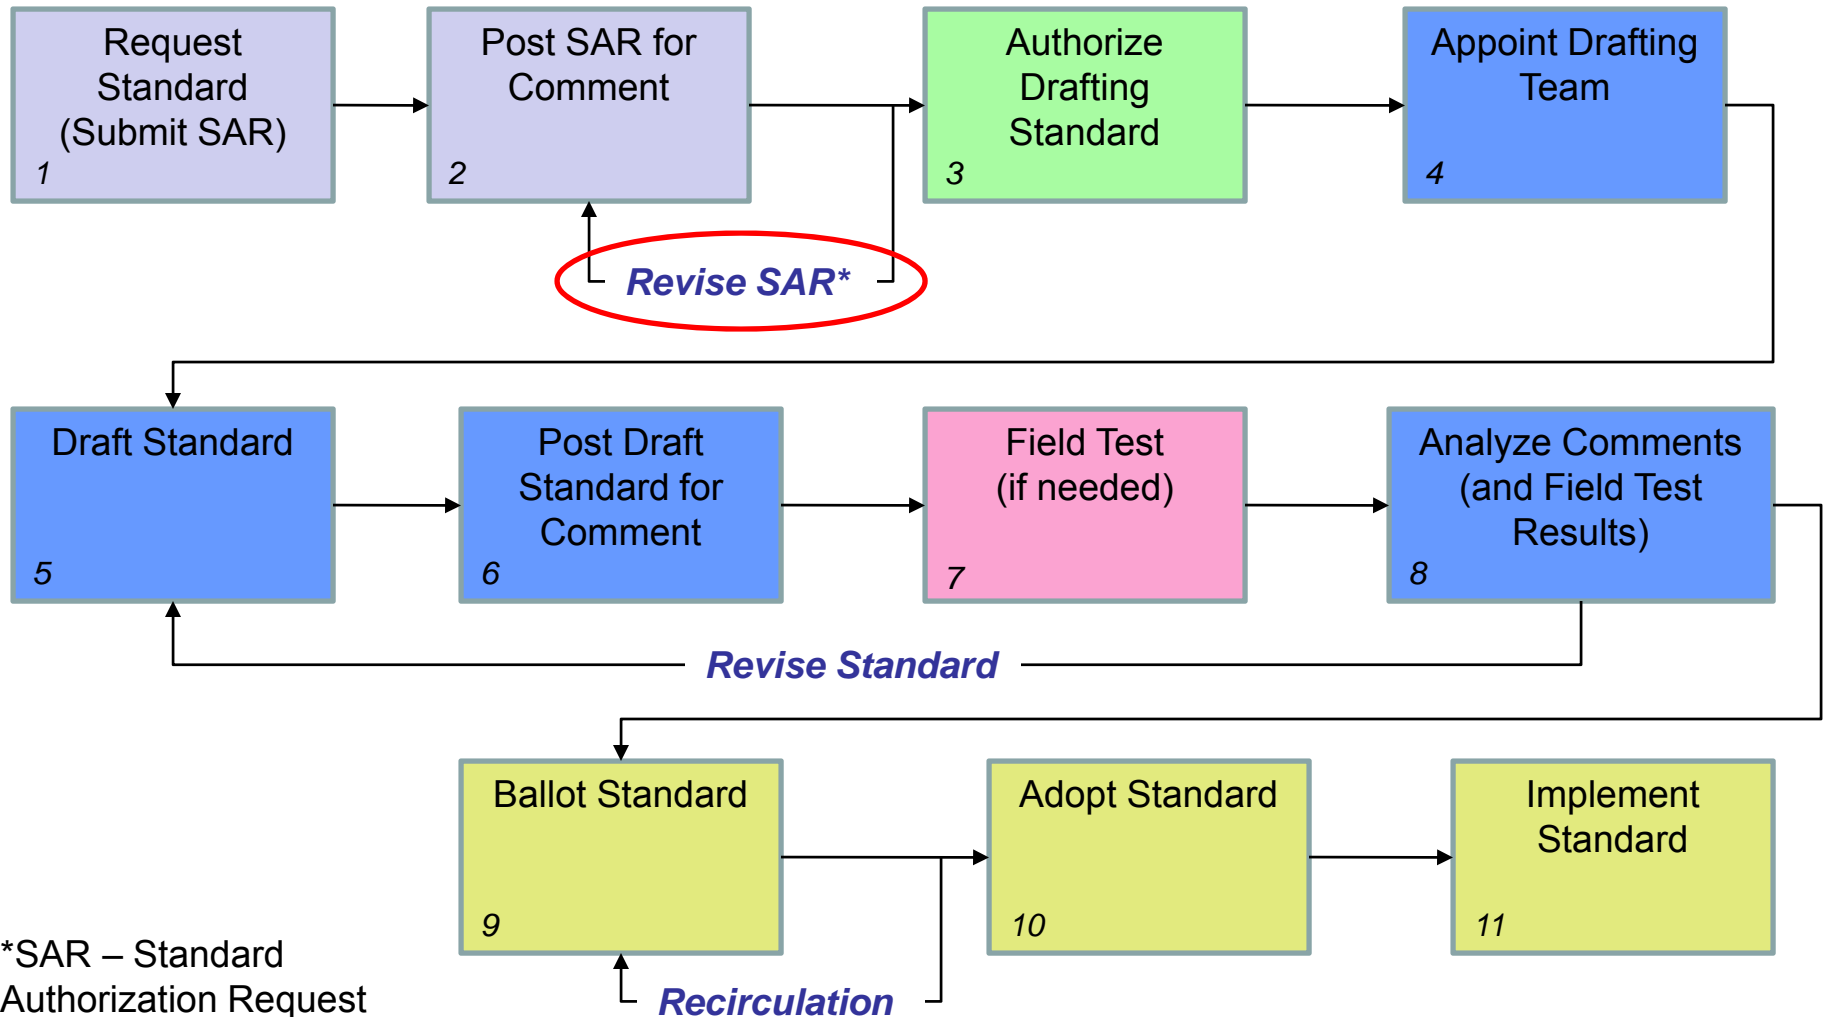 Request
Standard
(Submit SAR)
1
Post SAR for
Comment
2
Authorize
Drafting
Standard
3
Appoint Drafting
Team
4
Revise SAR*
Draft Standard
5
Post Draft
Standard for
Comment
6
Field Test
(if needed)
7
Analyze Comments
(and Field Test
Results)
8
Revise Standard
Ballot Standard
9
Adopt Standard
10
Implement
Standard
11
Recirculation
*SAR – Standard
Authorization Request